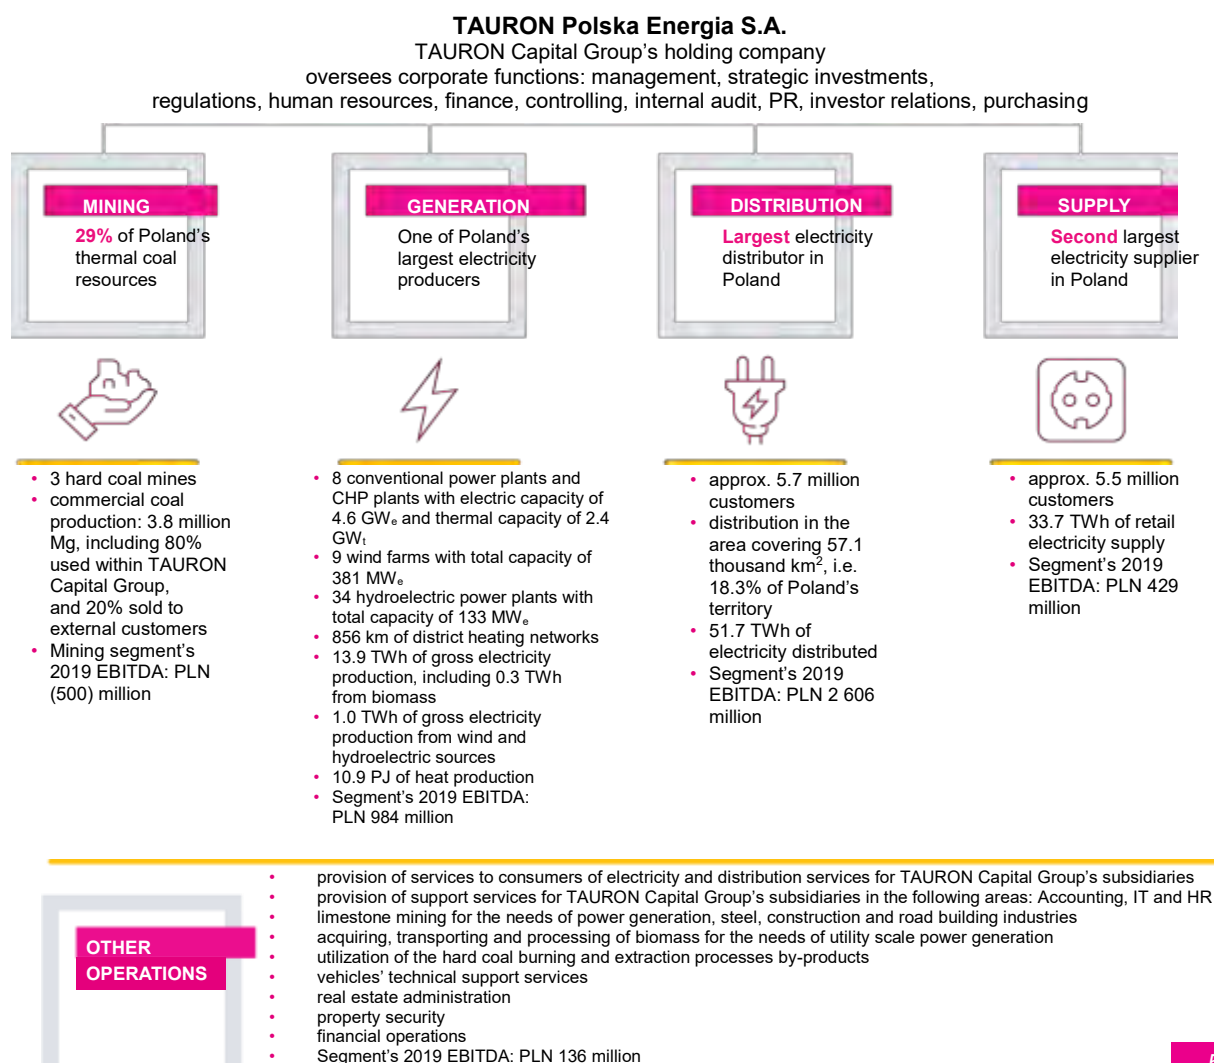 TAURON Polska Energia S.A.
TAURON Capital Group's holding company
oversees corporate functions: management, strategic investments,
regulations, human resources, finance, controlling, internal audit, PR, investor relations, purchasing
MINING
29% of Poland's
thermal coal
resources
GENERATION
One of Poland's
largest electricity
producers
DISTRIBUTION
Largest electricity
distributor in
Poland
SUPPLY
Second largest
electricity supplier
in Poland
• 3 hard coal mines
• commercial coal
production: 3.8 million
Mg, including 80%
used within TAURON
Capital Group,
and 20% sold to
external customers
• Mining segment's
2019 EBITDA: PLN
(500) million
• 8 conventional power plants and
CHP plants with electric capacity of
4.6 GWₑ and thermal capacity of 2.4
GWₜ
• 9 wind farms with total capacity of
381 MWₑ
• 34 hydroelectric power plants with
total capacity of 133 MWₑ
• 856 km of district heating networks
• 13.9 TWh of gross electricity
production, including 0.3 TWh
from biomass
• 1.0 TWh of gross electricity
production from wind and
hydroelectric sources
• 10.9 PJ of heat production
• Segment's 2019 EBITDA:
PLN 984 million
• approx. 5.7 million
customers
• distribution in the
area covering 57.1
thousand km², i.e.
18.3% of Poland's
territory
• 51.7 TWh of
electricity distributed
• Segment's 2019
EBITDA: PLN 2 606
million
• approx. 5.5 million
customers
• 33.7 TWh of retail
electricity supply
• Segment's 2019
EBITDA: PLN 429
million
OTHER
OPERATIONS
• provision of services to consumers of electricity and distribution services for TAURON Capital Group's subsidiaries
• provision of support services for TAURON Capital Group's subsidiaries in the following areas: Accounting, IT and HR
• limestone mining for the needs of power generation, steel, construction and road building industries
• acquiring, transporting and processing of biomass for the needs of utility scale power generation
• utilization of the hard coal burning and extraction processes by-products
• vehicles' technical support services
• real estate administration
• property security
• financial operations
• Segment's 2019 EBITDA: PLN 136 million